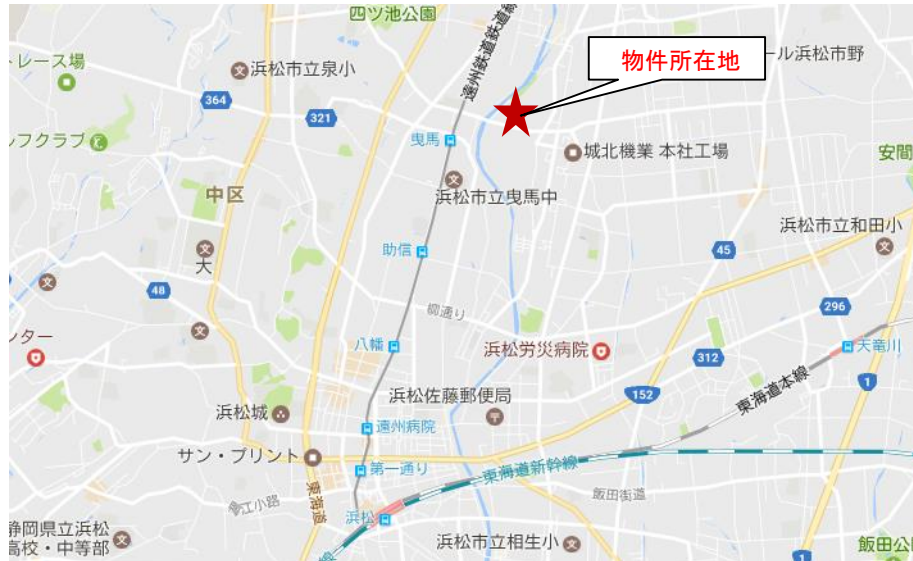 四ツ池公園
遠州鉄道鉄道線
物件所在地
ール浜松市野
トレース場
浜松市立泉小
364
321
曳馬
フクラブ
城北機業 本社工場
安間
中区
浜松市立曳馬中
浜松市立和田小
大
助信
45
48
柳通り
296
ンター
八幡
浜松労災病院
312
天竜川
東海道本線
1
152
浜松佐藤郵便局
浜松城
遠州病院
サン・プリント
第一通り
東海道新幹線
飯田街道
東海道
浜松
静岡県立浜松
高校・中等部
線
浜松市立相生小
1
飯田公